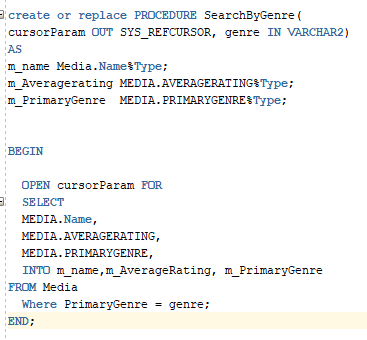 create or replace PROCEDURE SearchByGenre(
cursorParam OUT SYS_REFCURSOR, genre IN VARCHAR2)
AS
m_name Media.Name%Type;
m_Averagerating MEDIA.AVERAGERATING%Type;
m_PrimaryGenre  MEDIA.PRIMARYGENRE%Type;
BEGIN
OPEN cursorParam FOR
SELECT
MEDIA.Name,
MEDIA.AVERAGERATING,
MEDIA.PRIMARYGENRE,
INTO m_name,m_AverageRating, m_PrimaryGenre
FROM Media
Where PrimaryGenre = genre;
END;